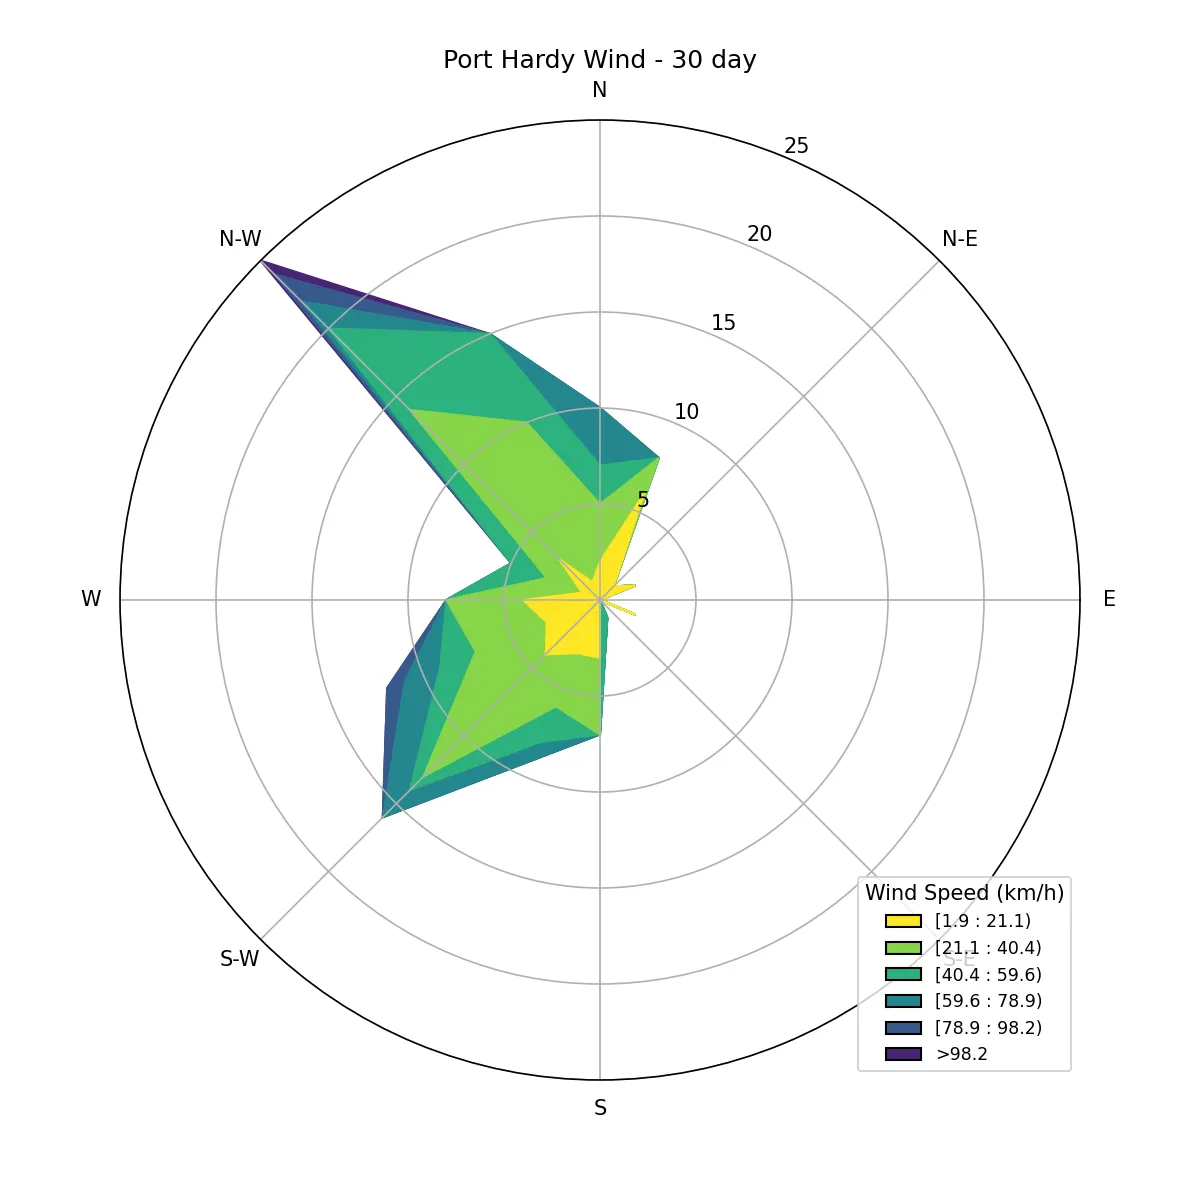 Port Hardy Wind - 30 day
N
25
N-W
20
N-E
15
10
5
W
E
S-W
S-E
S
Wind Speed (km/h)
[1.9 : 21.1)
[21.1 : 40.4)
[40.4 : 59.6)
[59.6 : 78.9)
[78.9 : 98.2)
>98.2